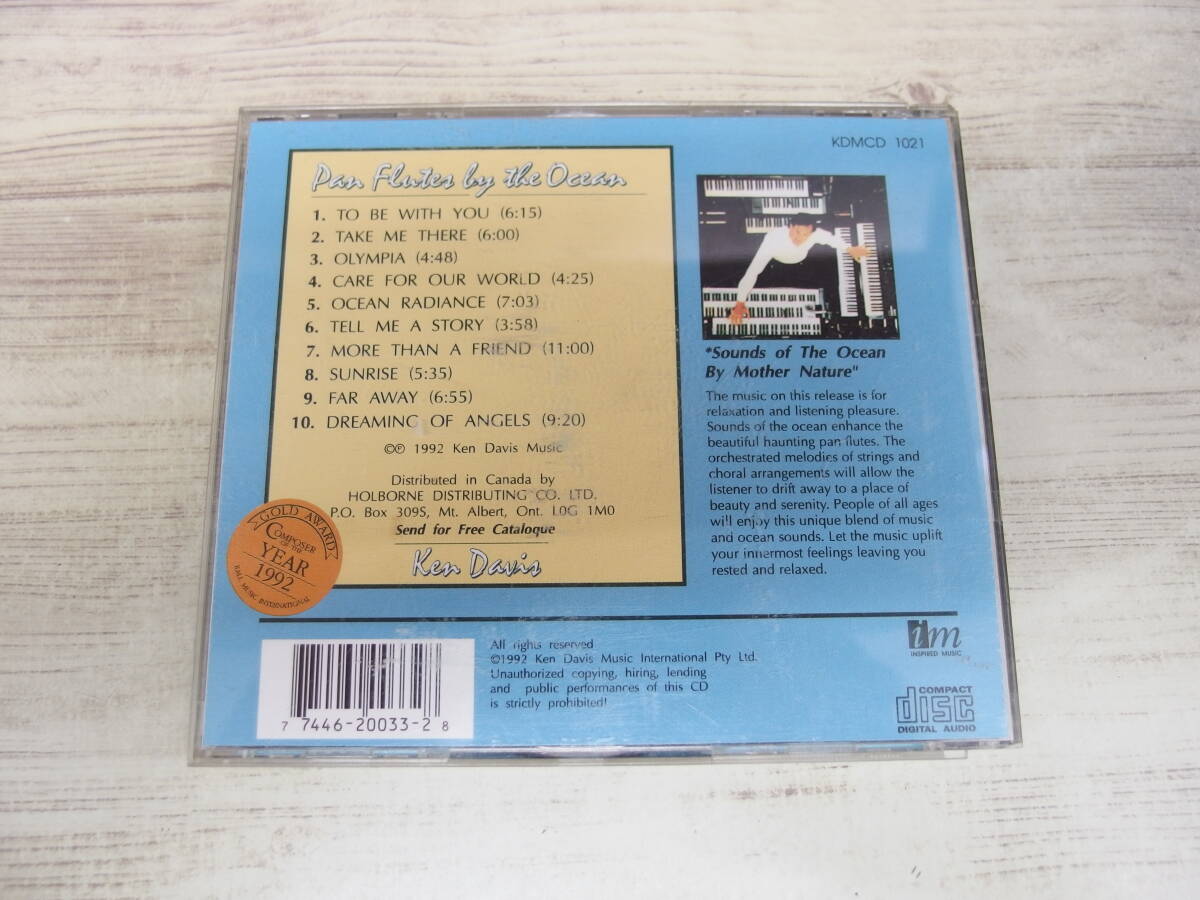 KDMCD 1021
Pan Flutes by the Ocean
1. TO BE WITH YOU (6:15)
2. TAKE ME THERE (6:00)
3. OLYMPIA (4:48)
4. CARE FOR OUR WORLD (4:25)
5. OCEAN RADIANCE (7:03)
6. TELL ME A STORY (3:58)
7. MORE THAN A FRIEND (11:00)
8. SUNRISE (5:35)
9. FAR AWAY (6:55)
10. DREAMING OF ANGELS (9:20)
©℗ 1992 Ken Davis Music
Distributed in Canada by
HOLBORNE DISTRIBUTING CO. LTD.
P.O. Box 309S, Mt. Albert, Ont. L0G 1M0
Send for Free Catalogue
Ken Davis
GOLD AWARD
COMPOSER
OF THE
YEAR
1992
MUSIC INTERNATIONAL
"Sounds of The Ocean
By Mother Nature"
The music on this release is for
relaxation and listening pleasure.
Sounds of the ocean enhance the
beautiful haunting pan flutes. The
orchestrated melodies of strings and
choral arrangements will allow the
listener to drift away to a place of
beauty and serenity. People of all ages
will enjoy this unique blend of music
and ocean sounds. Let the music uplift
your innermost feelings leaving you
rested and relaxed.
im
INSPIRED MUSIC
7 7446-20033-2 8
All rights reserved
©1992 Ken Davis Music International Pty Ltd.
Unauthorized copying, hiring, lending
and public performances of this CD
is strictly prohibited!
COMPACT
disc
DIGITAL AUDIO